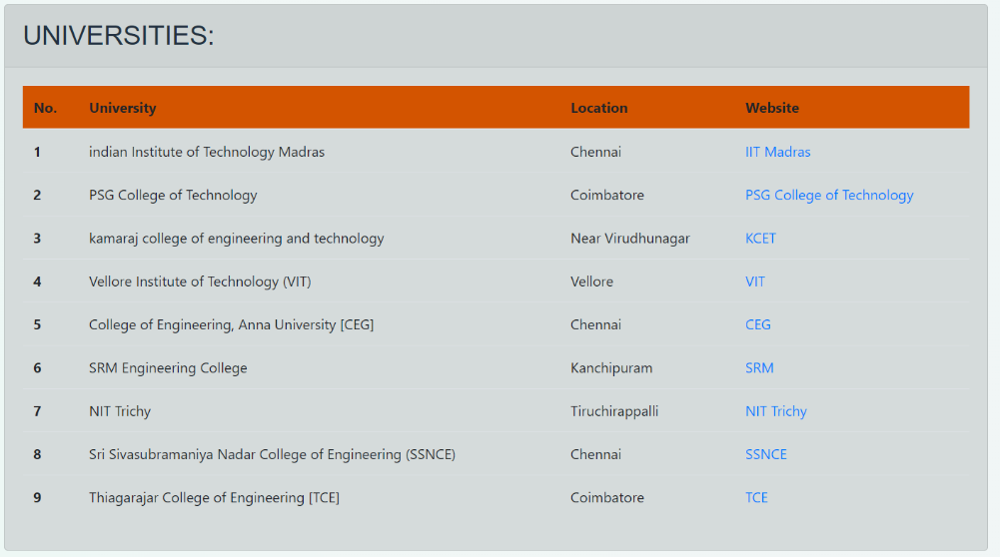 UNIVERSITIES:
No. University Location Website
1 indian Institute of Technology Madras Chennai IIT Madras
2 PSG College of Technology Coimbatore PSG College of Technology
3 kamaraj college of engineering and technology Near Virudhunagar KCET
4 Vellore Institute of Technology (VIT) Vellore VIT
5 College of Engineering, Anna University [CEG] Chennai CEG
6 SRM Engineering College Kanchipuram SRM
7 NIT Trichy Tiruchirappalli NIT Trichy
8 Sri Sivasubramaniya Nadar College of Engineering (SSNCE) Chennai SSNCE
9 Thiagarajar College of Engineering [TCE] Coimbatore TCE